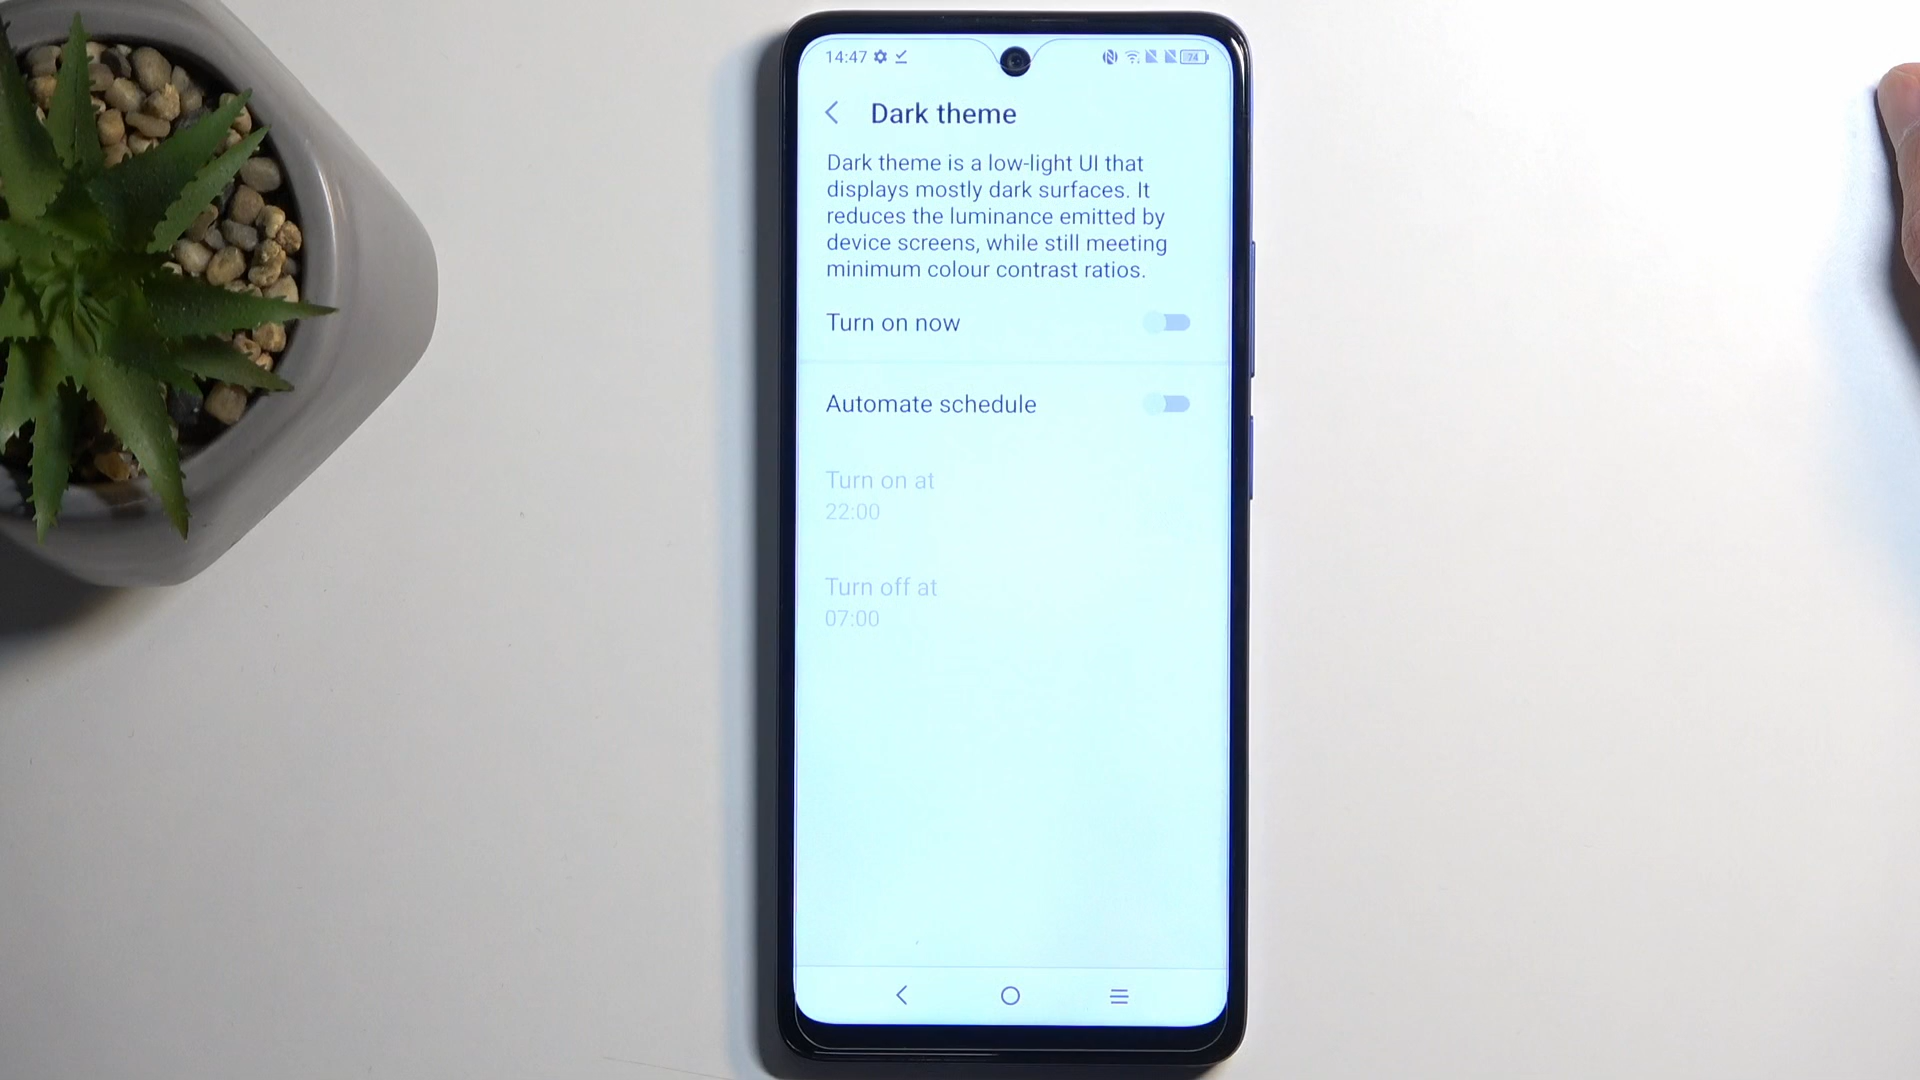 14:47
74
Dark theme
Dark theme is a low-light UI that
displays mostly dark surfaces. It
reduces the luminance emitted by
device screens, while still meeting
minimum colour contrast ratios.
Turn on now
Automate schedule
Turn on at
22:00
Turn off at
07:00